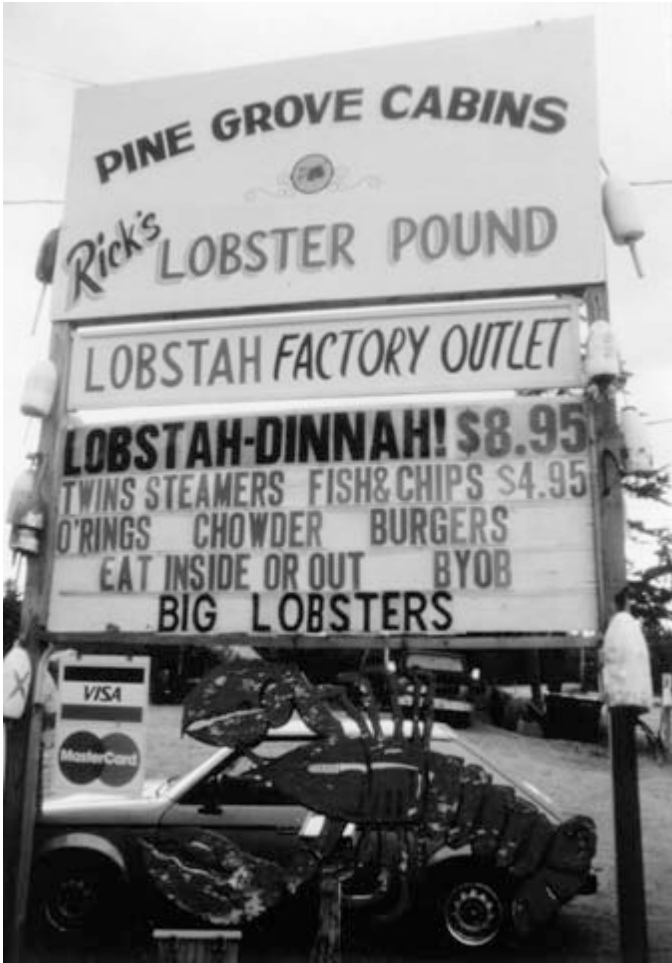 PINE GROVE CABINS
Rick's LOBSTER POUND
LOBSTAH FACTORY OUTLET
LOBSTAH-DINNAH! $8.95
TWINS STEAMERS FISH&CHIPS $4.95
O'RINGS CHOWDER BURGERS
EAT INSIDE OR OUT BYOB
BIG LOBSTERS
VISA
MasterCard
X